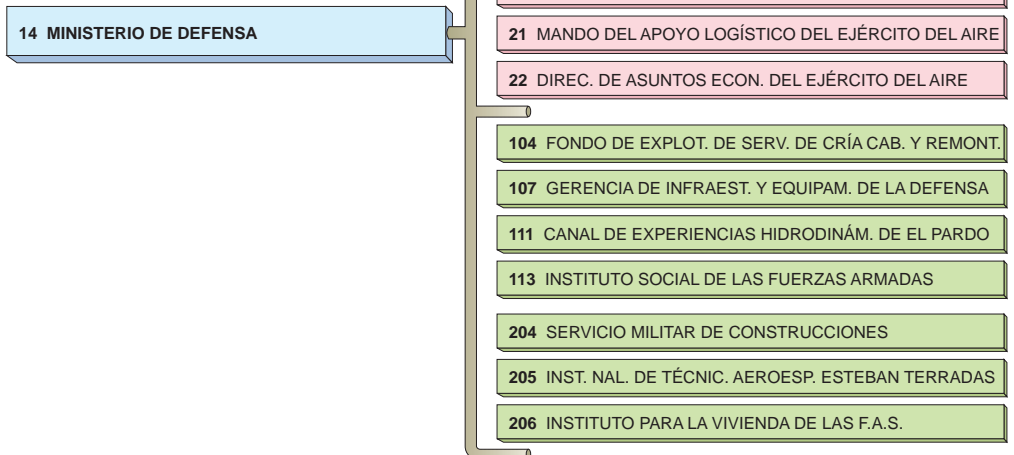 14 MINISTERIO DE DEFENSA
21 MANDO DEL APOYO LOGÍSTICO DEL EJÉRCITO DEL AIRE
22 DIREC. DE ASUNTOS ECON. DEL EJÉRCITO DEL AIRE
104 FONDO DE EXPLOT. DE SERV. DE CRÍA CAB. Y REMONT.
107 GERENCIA DE INFRAEST. Y EQUIPAM. DE LA DEFENSA
111 CANAL DE EXPERIENCIAS HIDRODINÁM. DE EL PARDO
113 INSTITUTO SOCIAL DE LAS FUERZAS ARMADAS
204 SERVICIO MILITAR DE CONSTRUCCIONES
205 INST. NAL. DE TÉCNIC. AEROESP. ESTEBAN TERRADAS
206 INSTITUTO PARA LA VIVIENDA DE LAS F.A.S.